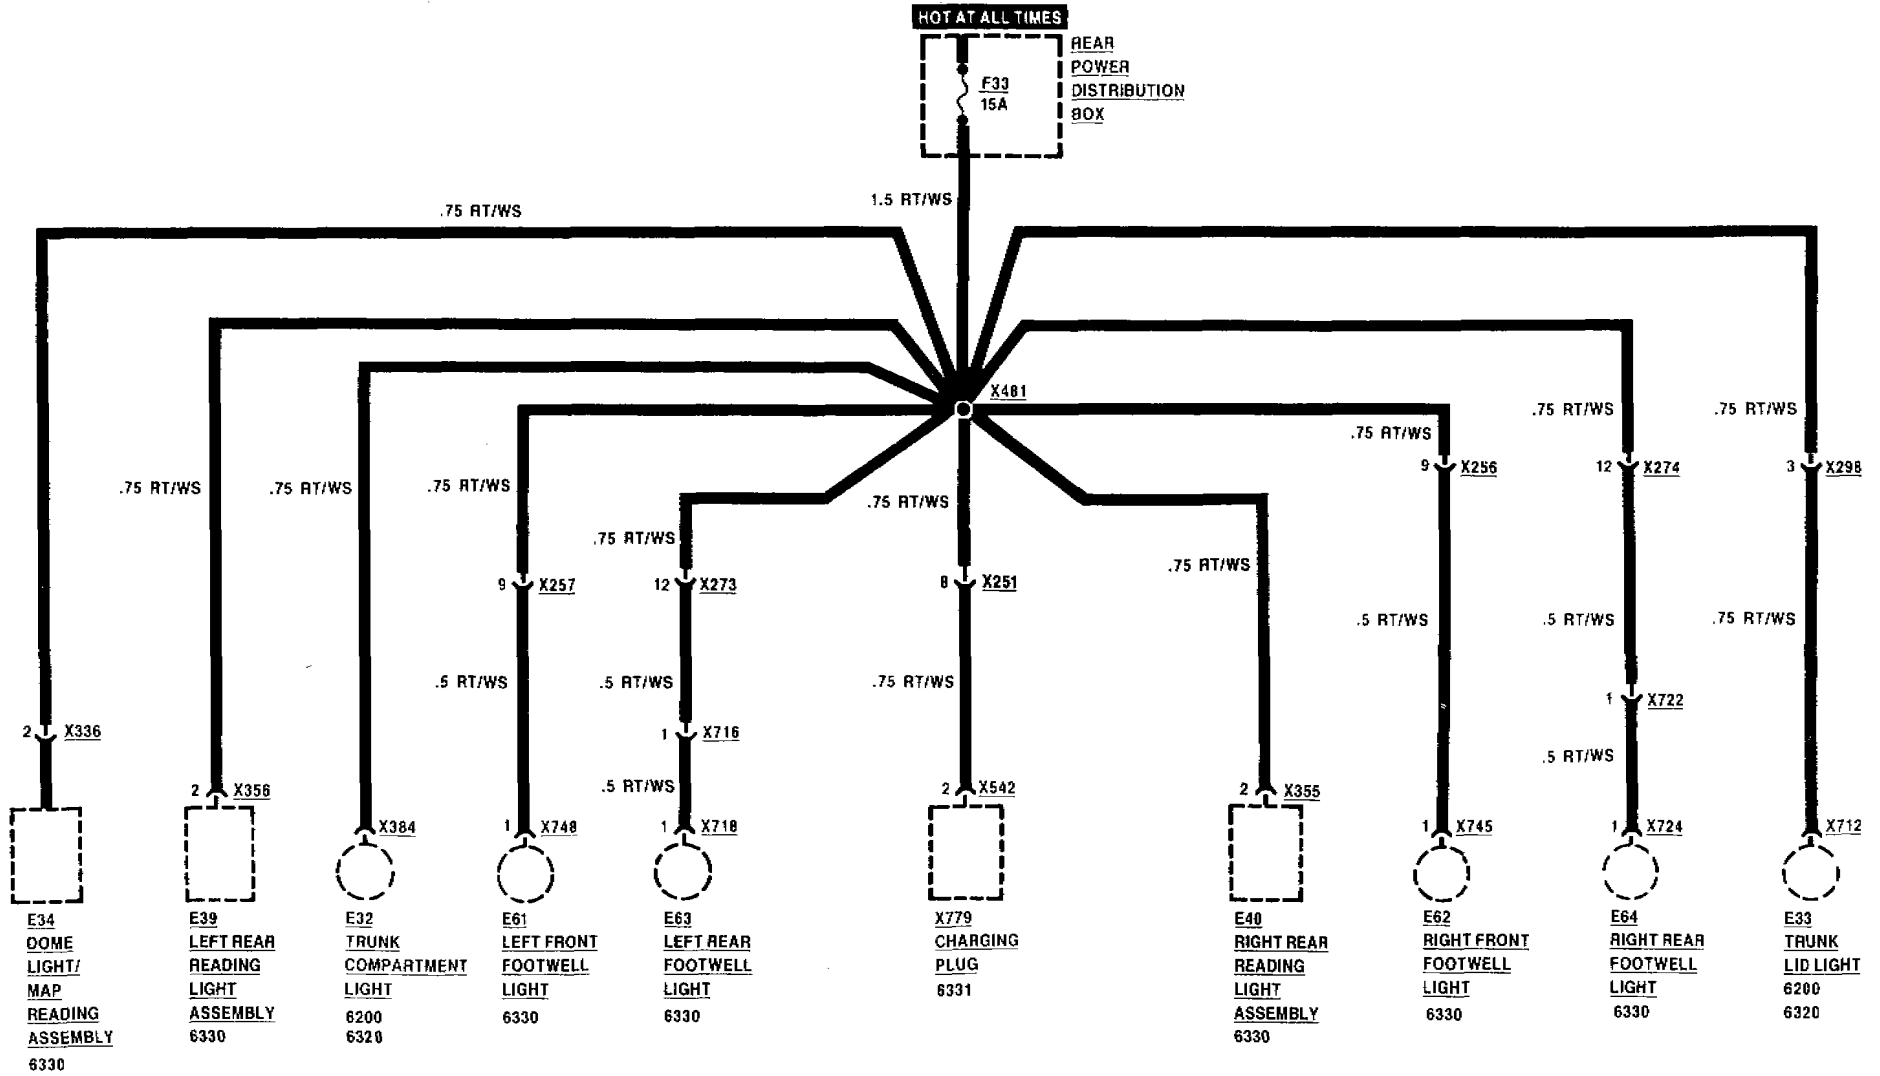 HOT AT ALL TIMES
REAR
POWER
DISTRIBUTION
BOX
F33
15A
1.5 RT/WS
.75 RT/WS
X481
.75 RT/WS
.75 RT/WS
.75 RT/WS
9 X256
12 X274
3 X298
.75 RT/WS
.75 RT/WS
.75 RT/WS
.75 RT/WS
.75 RT/WS
.75 RT/WS
9 X257
12 X273
8 X251
.5 RT/WS
.5 RT/WS
.75 RT/WS
.5 RT/WS
.5 RT/WS
.75 RT/WS
2 X336
1 X716
1 X722
.5 RT/WS
.5 RT/WS
2 X356
2 X542
2 X355
X384
1 X748
1 X718
1 X745
1 X724
X712
E34
DOME
LIGHT/
MAP
READING
ASSEMBLY
6330
E39
LEFT REAR
READING
LIGHT
ASSEMBLY
6330
E32
TRUNK
COMPARTMENT
LIGHT
6200
6320
E61
LEFT FRONT
FOOTWELL
LIGHT
6330
E63
LEFT REAR
FOOTWELL
LIGHT
6330
X779
CHARGING
PLUG
6331
E40
RIGHT REAR
READING
LIGHT
ASSEMBLY
6330
E62
RIGHT FRONT
FOOTWELL
LIGHT
6330
E64
RIGHT REAR
FOOTWELL
LIGHT
6330
E33
TRUNK
LID LIGHT
6200
6320